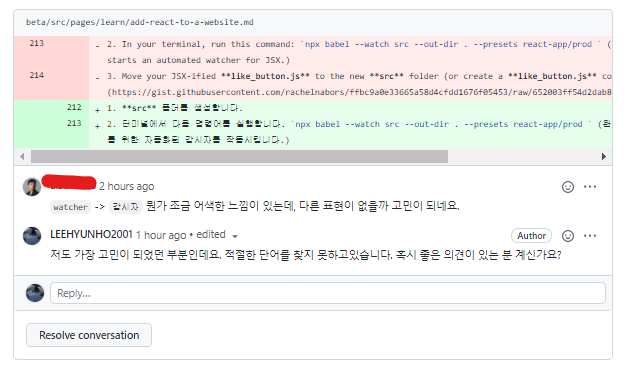 beta/src/pages/learn/add-react-to-a-website.md
213 - 2. In your terminal, run this command: `npx babel --watch src --out-dir . --presets react-app/prod ` (
starts an automated watcher for JSX.)
214 - 3. Move your JSX-ified **like_button.js** to the new **src** folder (or create a **like_button.js** co
(https://gist.githubusercontent.com/rachelnabors/ffbc9a0e33665a58d4cfdd1676f05453/raw/652003ff54d2dab8
212 + 1. **src** 폴더를 생성합니다.
213 + 2. 터미널에서 다음 명령어를 실행합니다. `npx babel --watch src --out-dir . --presets react-app/prod ` (
를 위한 자동화된 감시자를 작동시킵니다.)
2 hours ago
watcher -> 감시자 뭔가 조금 어색한 느낌이 있는데, 다른 표현이 없을까 고민이 되네요.
LEEHYUNHO2001 1 hour ago • edited Author
저도 가장 고민이 되었던 부분인데요. 적절한 단어를 찾지 못하고있습니다. 혹시 좋은 의견이 있는 분 계신가요?
Reply...
Resolve conversation